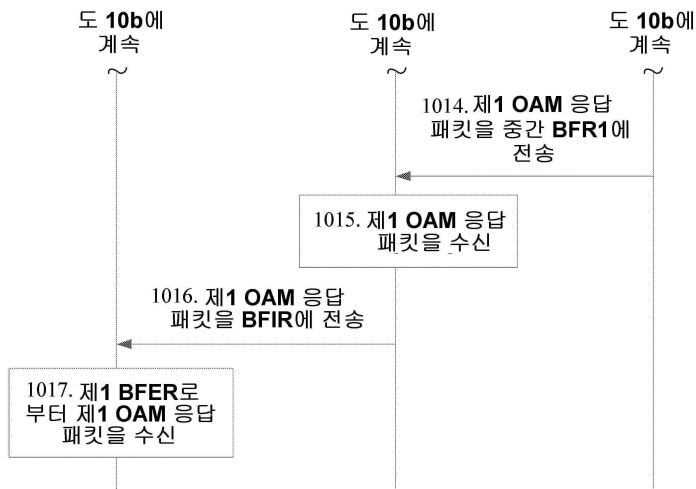 도 10b에
계속
~
도 10b에
계속
~
도 10b에
계속
~
1014. 제1 OAM 응답
패킷을 중간 BFR1에
전송
1015. 제1 OAM 응답
패킷을 수신
1016. 제1 OAM 응답
패킷을 BFIR에 전송
1017. 제1 BFER로
부터 제1 OAM 응답
패킷을 수신